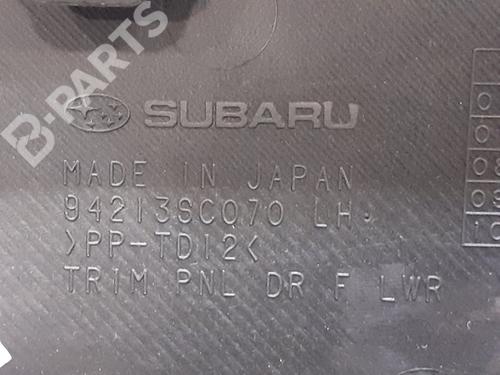 B-PARTS
SUBARU
MADE IN JAPAN
94213SC070 LH.
>PP-TD12<
TRIM PNL DR F LWR